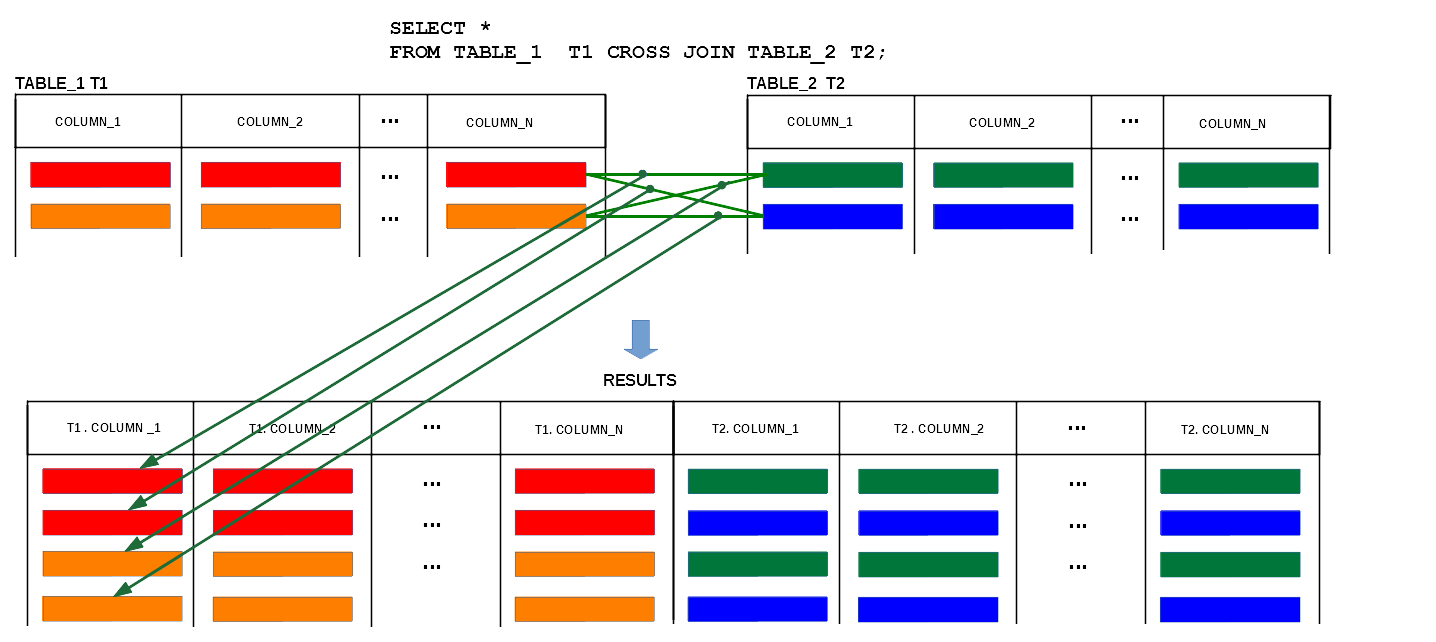 SELECT *
FROM TABLE_1 T1 CROSS JOIN TABLE_2 T2;
TABLE_1 T1
TABLE_2 T2
COLUMN_1 COLUMN_2 ... COLUMN_N
COLUMN_1 COLUMN_2 ... COLUMN_N
... ...
... ...
RESULTS
T1 . COLUMN _1 T1. COLUMN_2 ... T1. COLUMN_N T2. COLUMN_1 T2 . COLUMN_2 ... T2. COLUMN_N
... ...
... ...
... ...